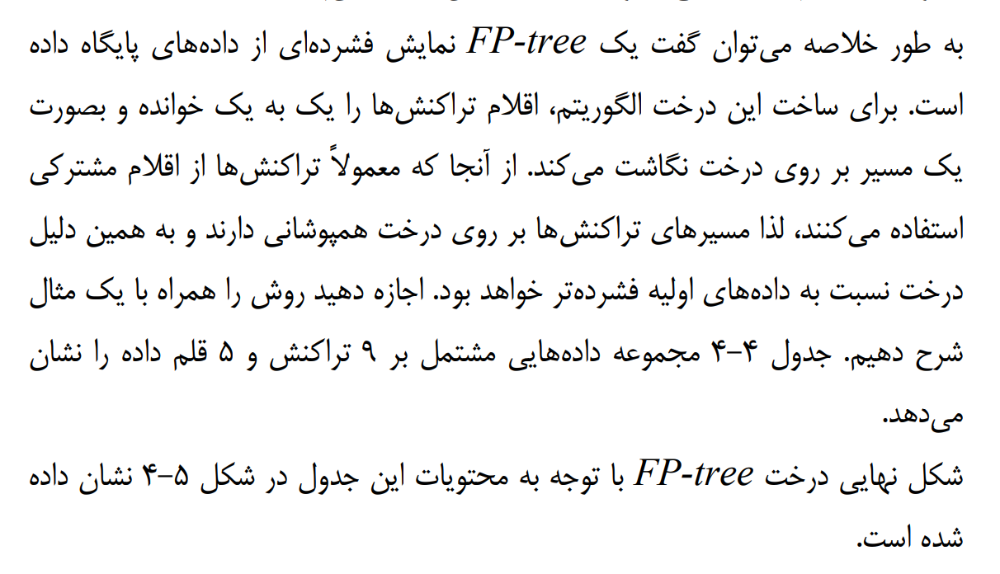 به طور خلاصه می‌توان گفت یک FP-tree نمایش فشرده‌ای از داده‌های پایگاه داده
است. برای ساخت این درخت الگوریتم، اقلام تراکنش‌ها را یک به یک خوانده و بصورت
یک مسیر بر روی درخت نگاشت می‌کند. از آنجا که معمولاً تراکنش‌ها از اقلام مشترکی
استفاده می‌کنند، لذا مسیرهای تراکنش‌ها بر روی درخت همپوشانی دارند و به همین دلیل
درخت نسبت به داده‌های اولیه فشرده‌تر خواهد بود. اجازه دهید روش را همراه با یک مثال
شرح دهیم. جدول ۴-۴ مجموعه داده‌هایی مشتمل بر ۹ تراکنش و ۵ قلم داده را نشان
می‌دهد.
شکل نهایی درخت FP-tree با توجه به محتویات این جدول در شکل ۵-۴ نشان داده
شده است.